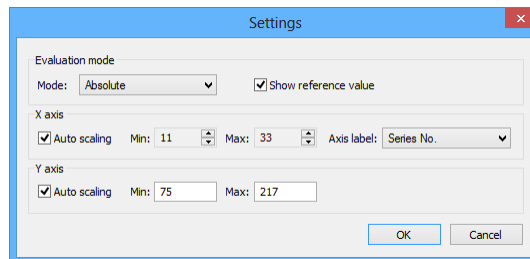 Settings
Evaluation mode
Mode: Absolute Show reference value
X axis
Auto scaling Min: 11 Max: 33 Axis label: Series No.
Y axis
Auto scaling Min: 75 Max: 217
OK Cancel